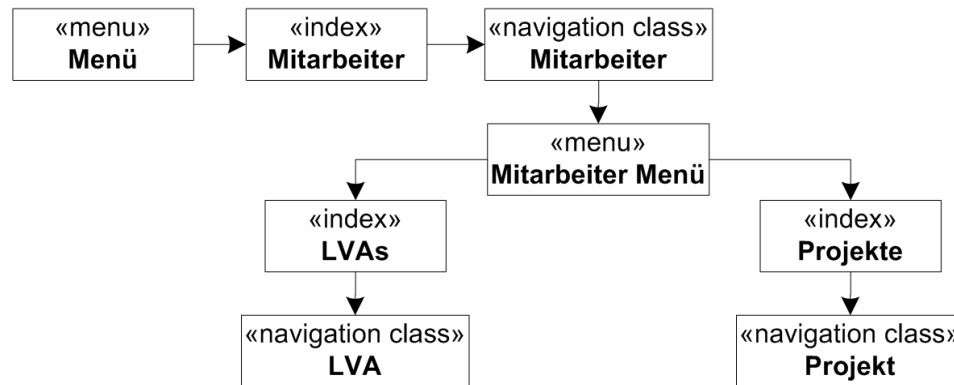 «menu»
Menü
«index»
Mitarbeiter
«navigation class»
Mitarbeiter
«menu»
Mitarbeiter Menü
«index»
LVAs
«index»
Projekte
«navigation class»
LVA
«navigation class»
Projekt